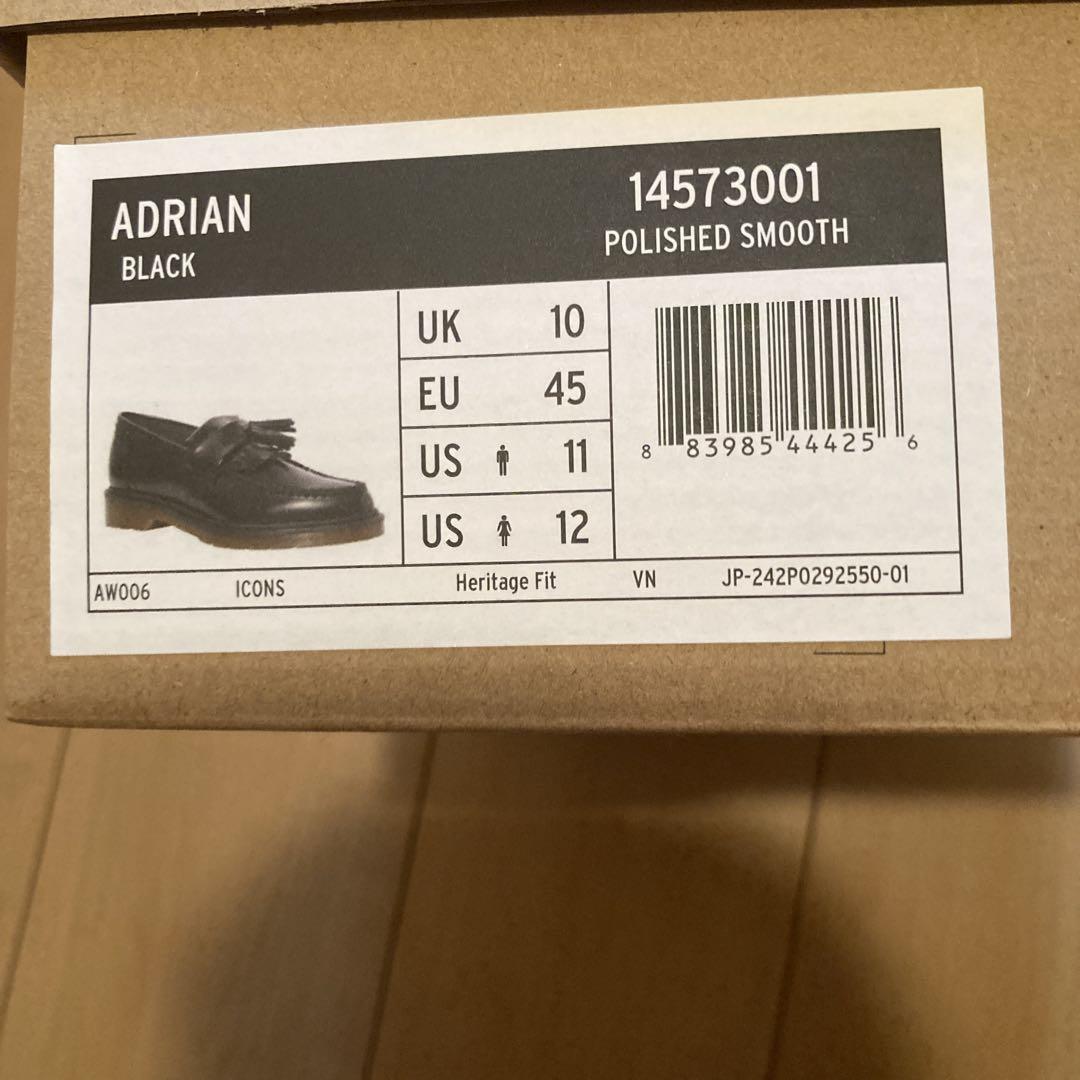 ADRIAN
BLACK
14573001
POLISHED SMOOTH
UK 10
EU 45
US 11
US 12
8 83985 44425 6
AW006 ICONS Heritage Fit VN JP-242P0292550-01